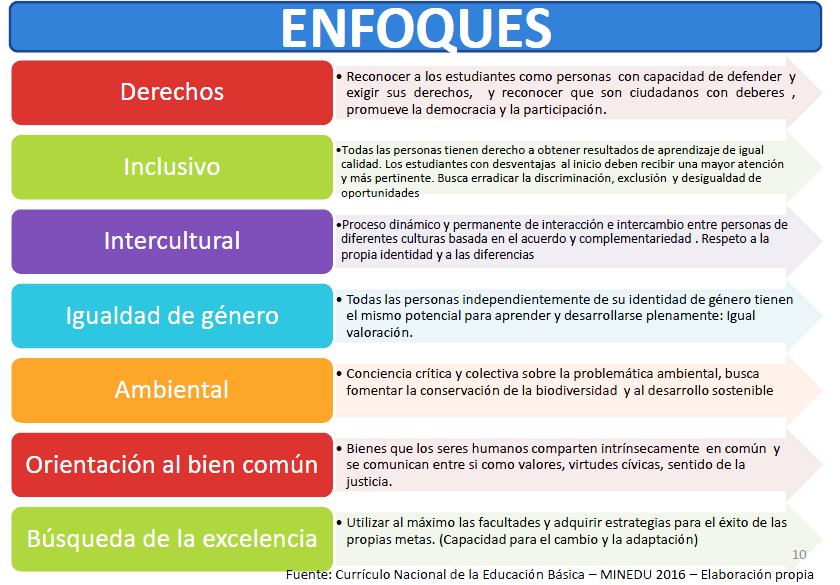 ENFOQUES
Derechos
• Reconocer a los estudiantes como personas con capacidad de defender y
exigir sus derechos, y reconocer que son ciudadanos con deberes ,
promueve la democracia y la participación.
Inclusivo
•Todas las personas tienen derecho a obtener resultados de aprendizaje de igual
calidad. Los estudiantes con desventajas al inicio deben recibir una mayor atención
y más pertinente. Busca erradicar la discriminación, exclusión y desigualdad de
oportunidades
Intercultural
•Proceso dinámico y permanente de interacción e intercambio entre personas de
diferentes culturas basada en el acuerdo y complementariedad . Respeto a la
propia identidad y a las diferencias
Igualdad de género
• Todas las personas independientemente de su identidad de género tienen
el mismo potencial para aprender y desarrollarse plenamente: Igual
valoración.
Ambiental
• Conciencia crítica y colectiva sobre la problemática ambiental, busca
fomentar la conservación de la biodiversidad y al desarrollo sostenible
Orientación al bien común
• Bienes que los seres humanos comparten intrínsecamente en común y
se comunican entre si como valores, virtudes cívicas, sentido de la
justicia.
Búsqueda de la excelencia
• Utilizar al máximo las facultades y adquirir estrategias para el éxito de las
propias metas. (Capacidad para el cambio y la adaptación)
10
Fuente: Currículo Nacional de la Educación Básica – MINEDU 2016 – Elaboración propia